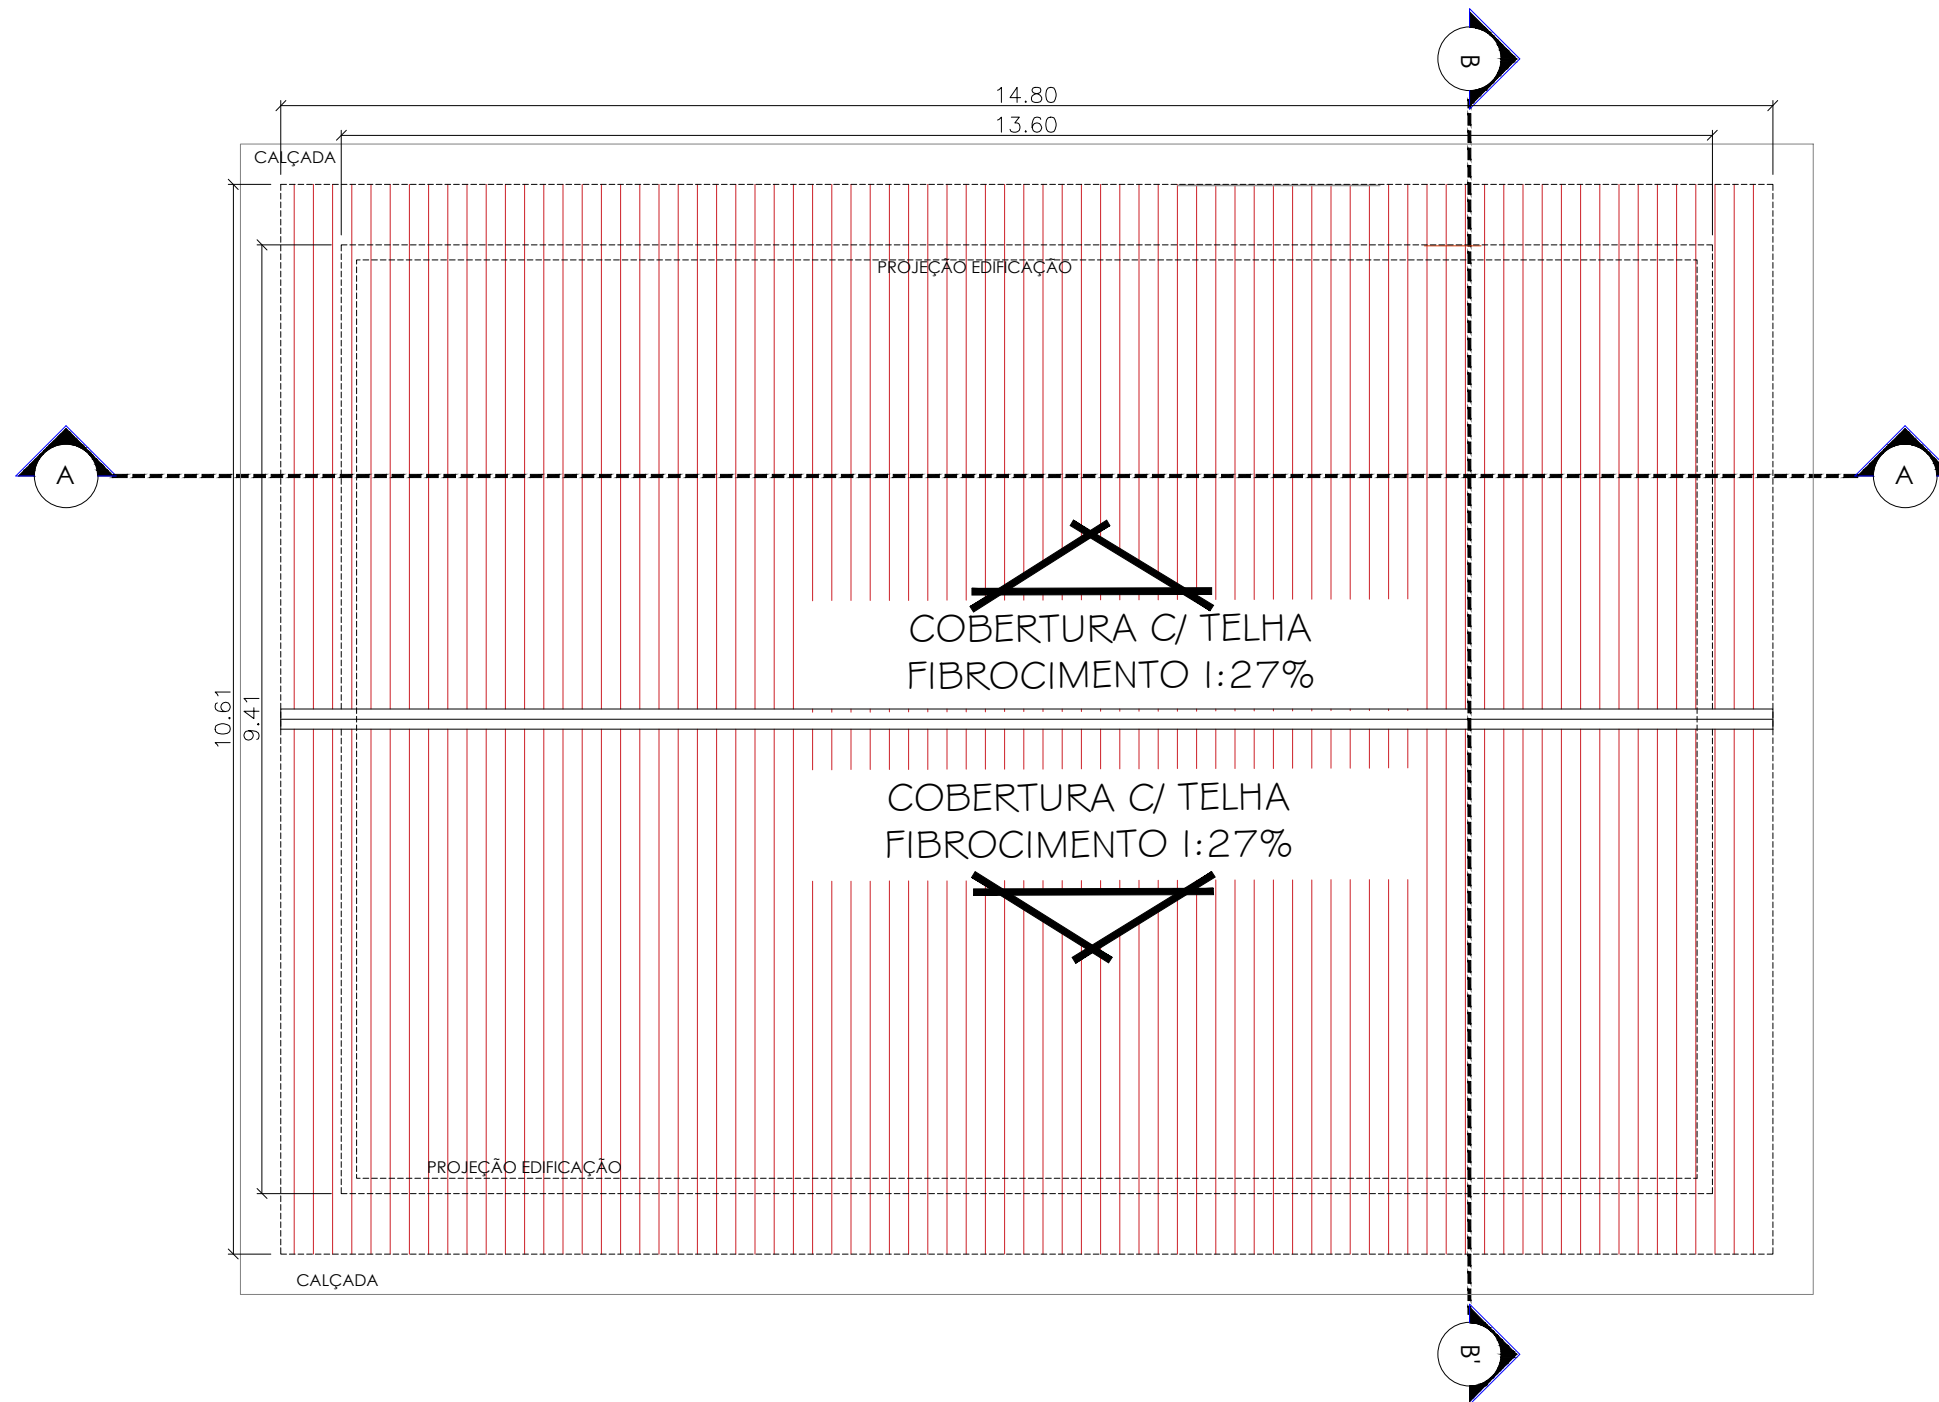 B
14.80
13.60
CALÇADA
PROJEÇÃO EDIFICAÇÃO
A
A
COBERTURA C/ TELHA
FIBROCIMENTO I:27%
10.61
9.41
COBERTURA C/ TELHA
FIBROCIMENTO I:27%
PROJEÇÃO EDIFICAÇÃO
CALÇADA
B'